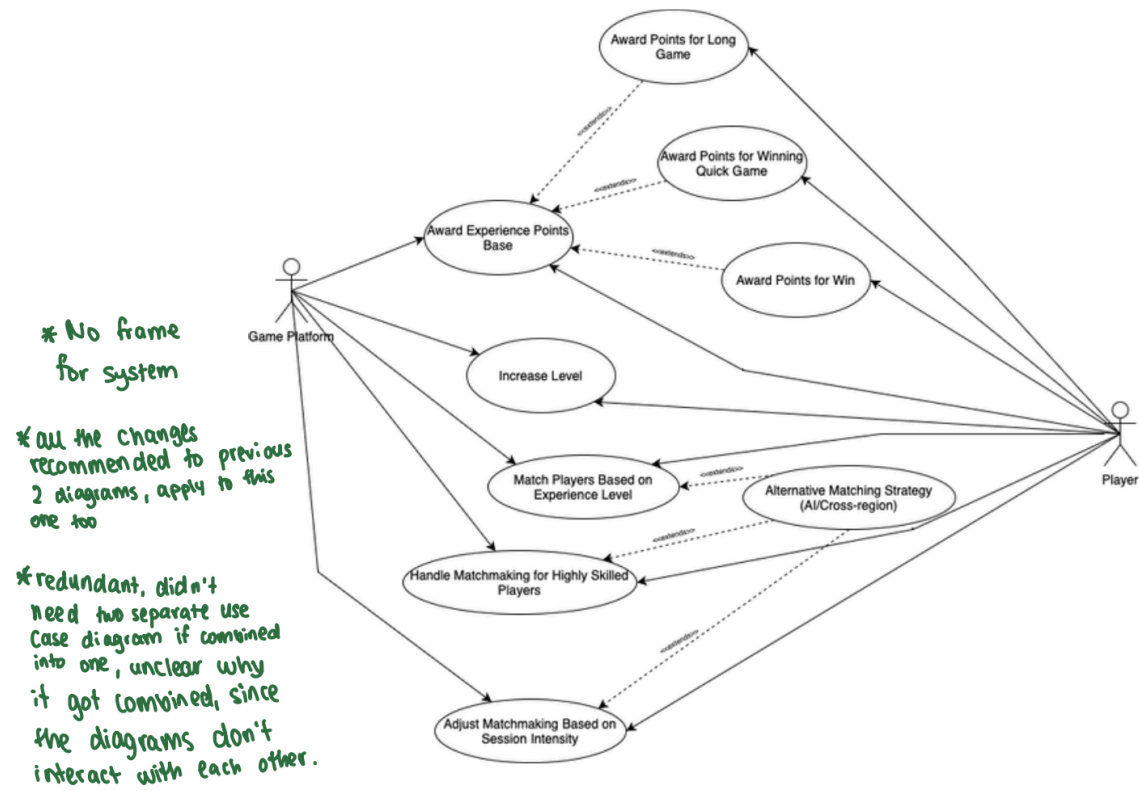 Award Points for Long
Game
<<extends>>
Award Points for Winning
Quick Game
<<extends>>
Award Experience Points
Base
<<extends>>
Award Points for Win
Game Platform
* No frame
for system
Increase Level
* all the changes
recommended to previous
2 diagrams, apply to this
one too
Match Players Based on
Experience Level
<<extends>>
Alternative Matching Strategy
(AI/Cross-region)
Player
<<extends>>
Handle Matchmaking for Highly Skilled
Players
* redundant, didn't
need two separate use
case diagram if combined
into one, unclear why
it got combined, since
the diagrams don't
interact with each other.
<<extends>>
Adjust Matchmaking Based on
Session Intensity